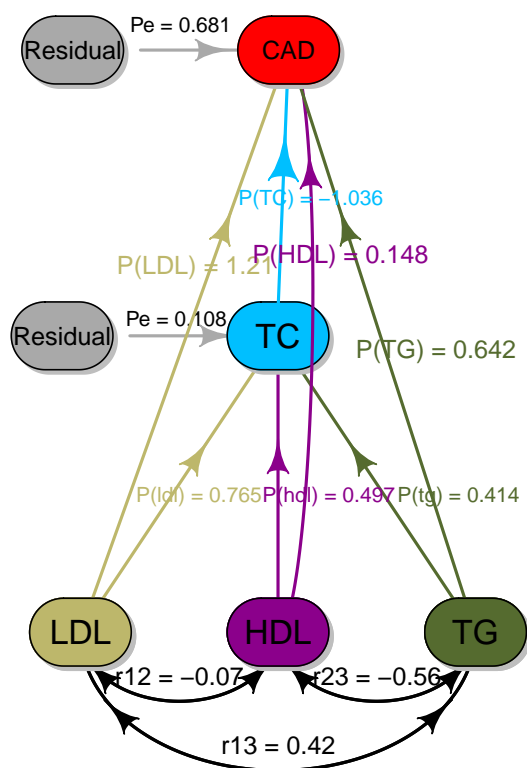 Pe = 0.681
Residual
CAD
P(TC) = −1.036
P(LDL) = 1.21
P(HDL) = 0.148
Pe = 0.108
Residual
TC
P(TG) = 0.642
P(ldl) = 0.765
P(hdl) = 0.497
P(tg) = 0.414
LDL
HDL
TG
r12 = −0.07
r23 = −0.56
r13 = 0.42